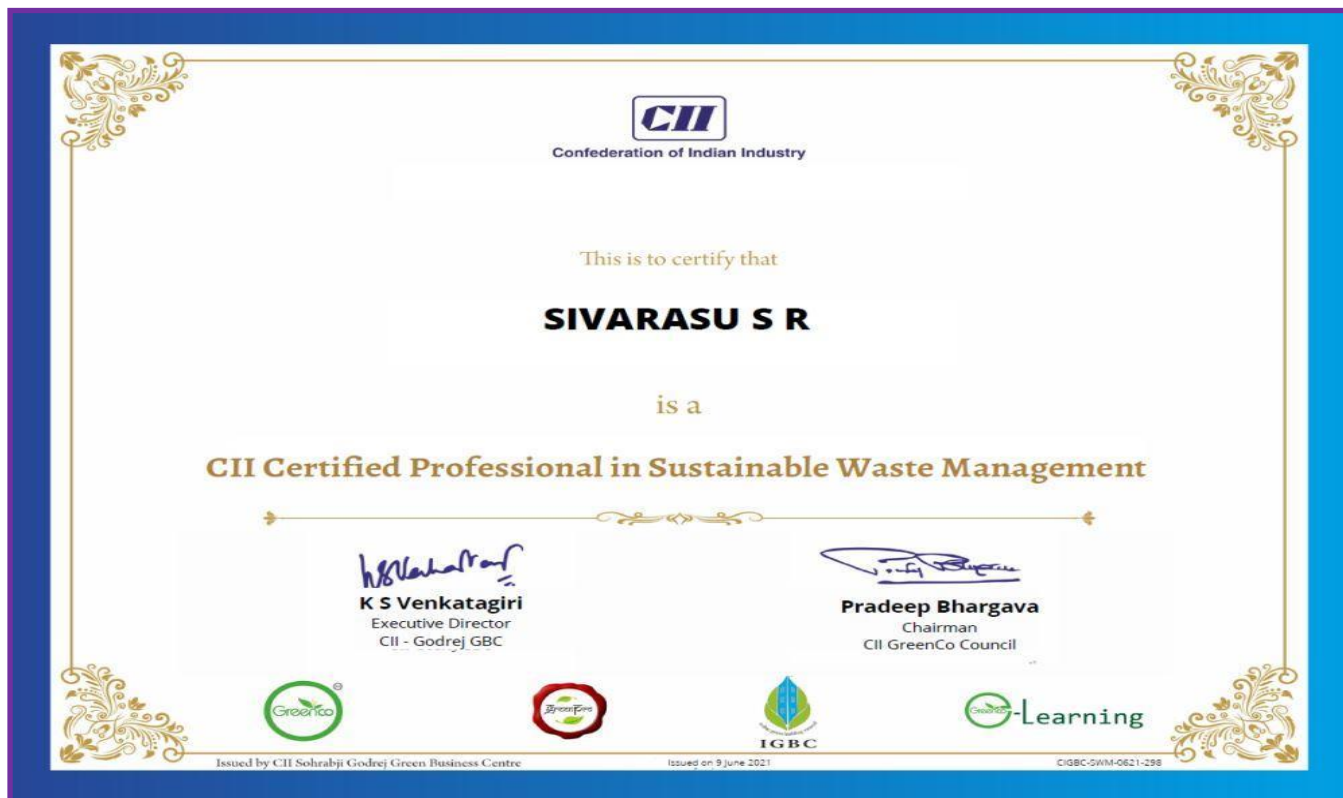 CII
Confederation of Indian Industry
This is to certify that
SIVARASU S R
is a
CII Certified Professional in Sustainable Waste Management
K S Venkatagiri
Executive Director
CII - Godrej GBC
Pradeep Bhargava
Chairman
CII GreenCo Council
GreenCo
GreenPro
IGBC
GreenCo e-Learning
Issued by CII Sohrabji Godrej Green Business Centre
Issued on 9 June 2021
CIGBC-SWM-0621-298